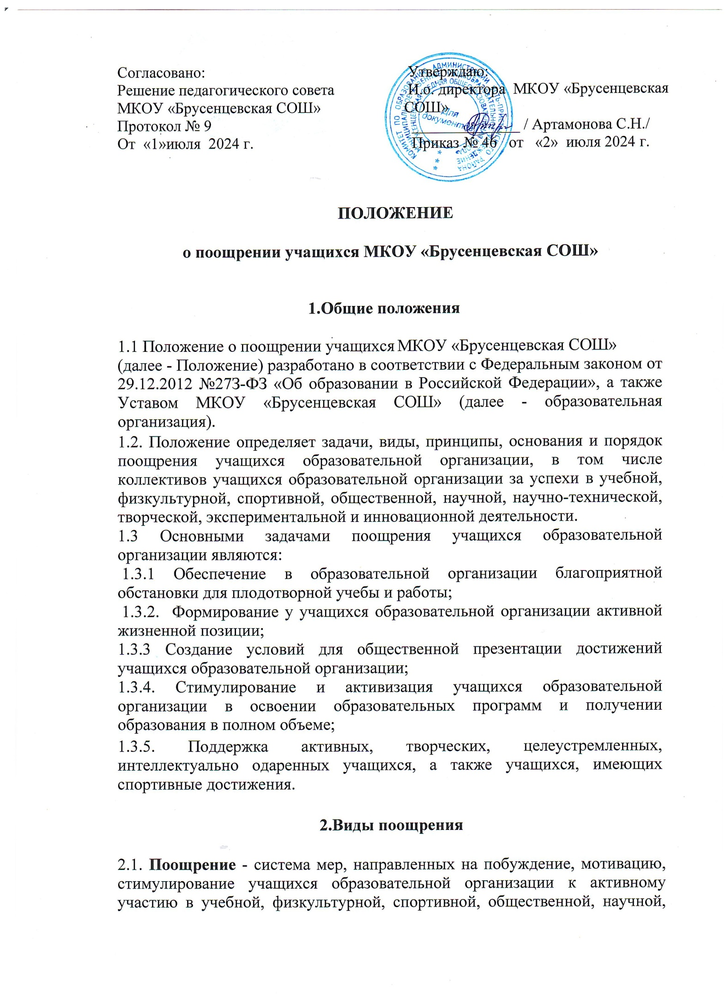 Согласовано:
Решение педагогического совета
МКОУ «Брусенцевская СОШ»
Протокол № 9
От «1»июля 2024 г.
Утверждаю:
И.о. директора МКОУ «Брусенцевская
СОШ»
/ Артамонова С.Н./
Приказ № 46 от «2» июля 2024 г.
КОМИТЕТ ПО ОБРАЗОВАНИЮ АДМИНИСТРАЦИИ УСТЬ-ПРИСТАНСКОГО РАЙОНА
Для
документов
ПОЛОЖЕНИЕ
о поощрении учащихся МКОУ «Брусенцевская СОШ»
1.Общие положения
1.1 Положение о поощрении учащихся МКОУ «Брусенцевская СОШ»
(далее - Положение) разработано в соответствии с Федеральным законом от
29.12.2012 №273-ФЗ «Об образовании в Российской Федерации», а также
Уставом МКОУ «Брусенцевская СОШ» (далее - образовательная
организация).
1.2. Положение определяет задачи, виды, принципы, основания и порядок
поощрения учащихся образовательной организации, в том числе
коллективов учащихся образовательной организации за успехи в учебной,
физкультурной, спортивной, общественной, научной, научно-технической,
творческой, экспериментальной и инновационной деятельности.
1.3 Основными задачами поощрения учащихся образовательной
организации являются:
1.3.1 Обеспечение в образовательной организации благоприятной
обстановки для плодотворной учебы и работы;
1.3.2. Формирование у учащихся образовательной организации активной
жизненной позиции;
1.3.3 Создание условий для общественной презентации достижений
учащихся образовательной организации;
1.3.4. Стимулирование и активизация учащихся образовательной
организации в освоении образовательных программ и получении
образования в полном объеме;
1.3.5. Поддержка активных, творческих, целеустремленных,
интеллектуально одаренных учащихся, а также учащихся, имеющих
спортивные достижения.
2.Виды поощрения
2.1. Поощрение - система мер, направленных на побуждение, мотивацию,
стимулирование учащихся образовательной организации к активному
участию в учебной, физкультурной, спортивной, общественной, научной,